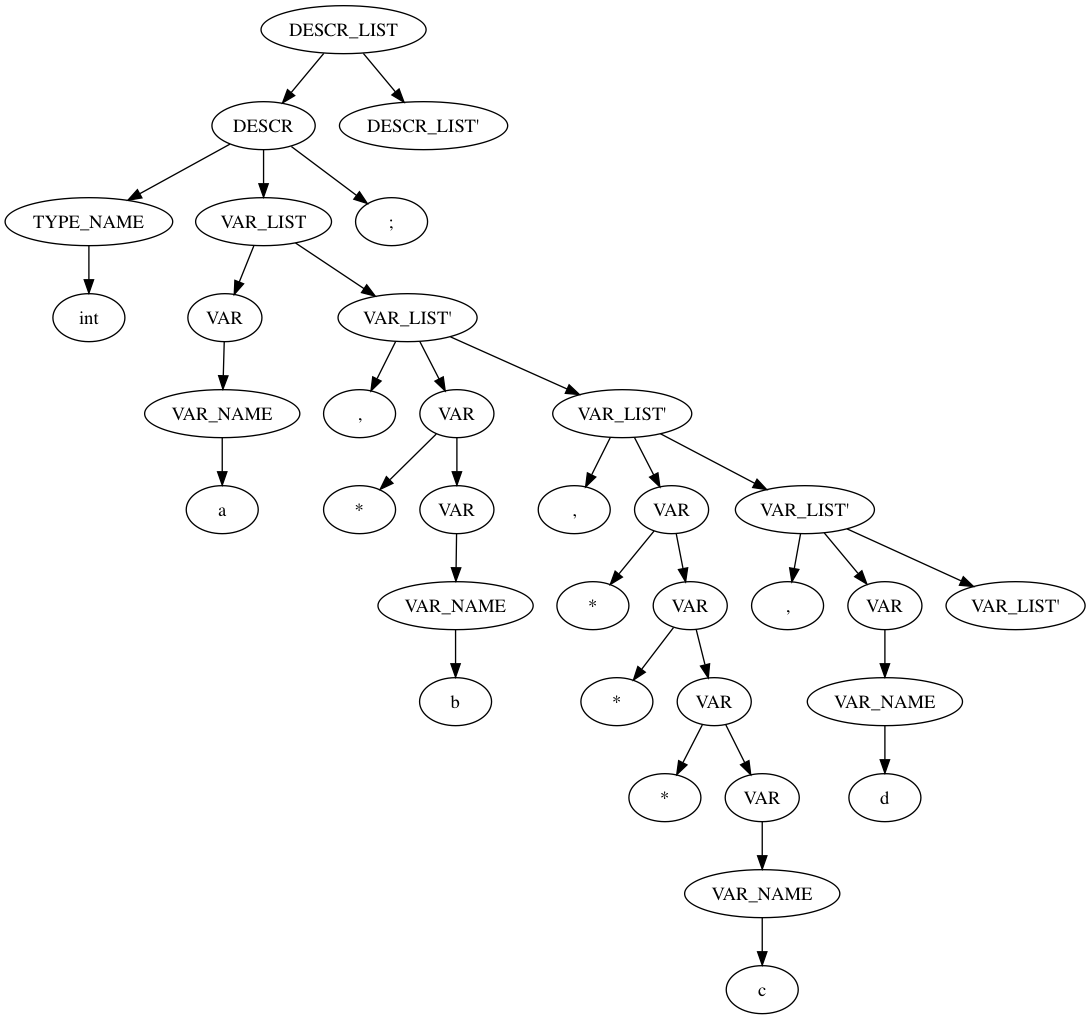 DESCR_LIST
DESCR
DESCR_LIST'
TYPE_NAME
VAR_LIST
;
int
VAR
VAR_LIST'
VAR_NAME
,
VAR
VAR_LIST'
a
*
VAR
,
VAR
VAR_LIST'
VAR_NAME
*
VAR
,
VAR
VAR_LIST'
b
*
VAR
VAR_NAME
*
VAR
d
VAR_NAME
c